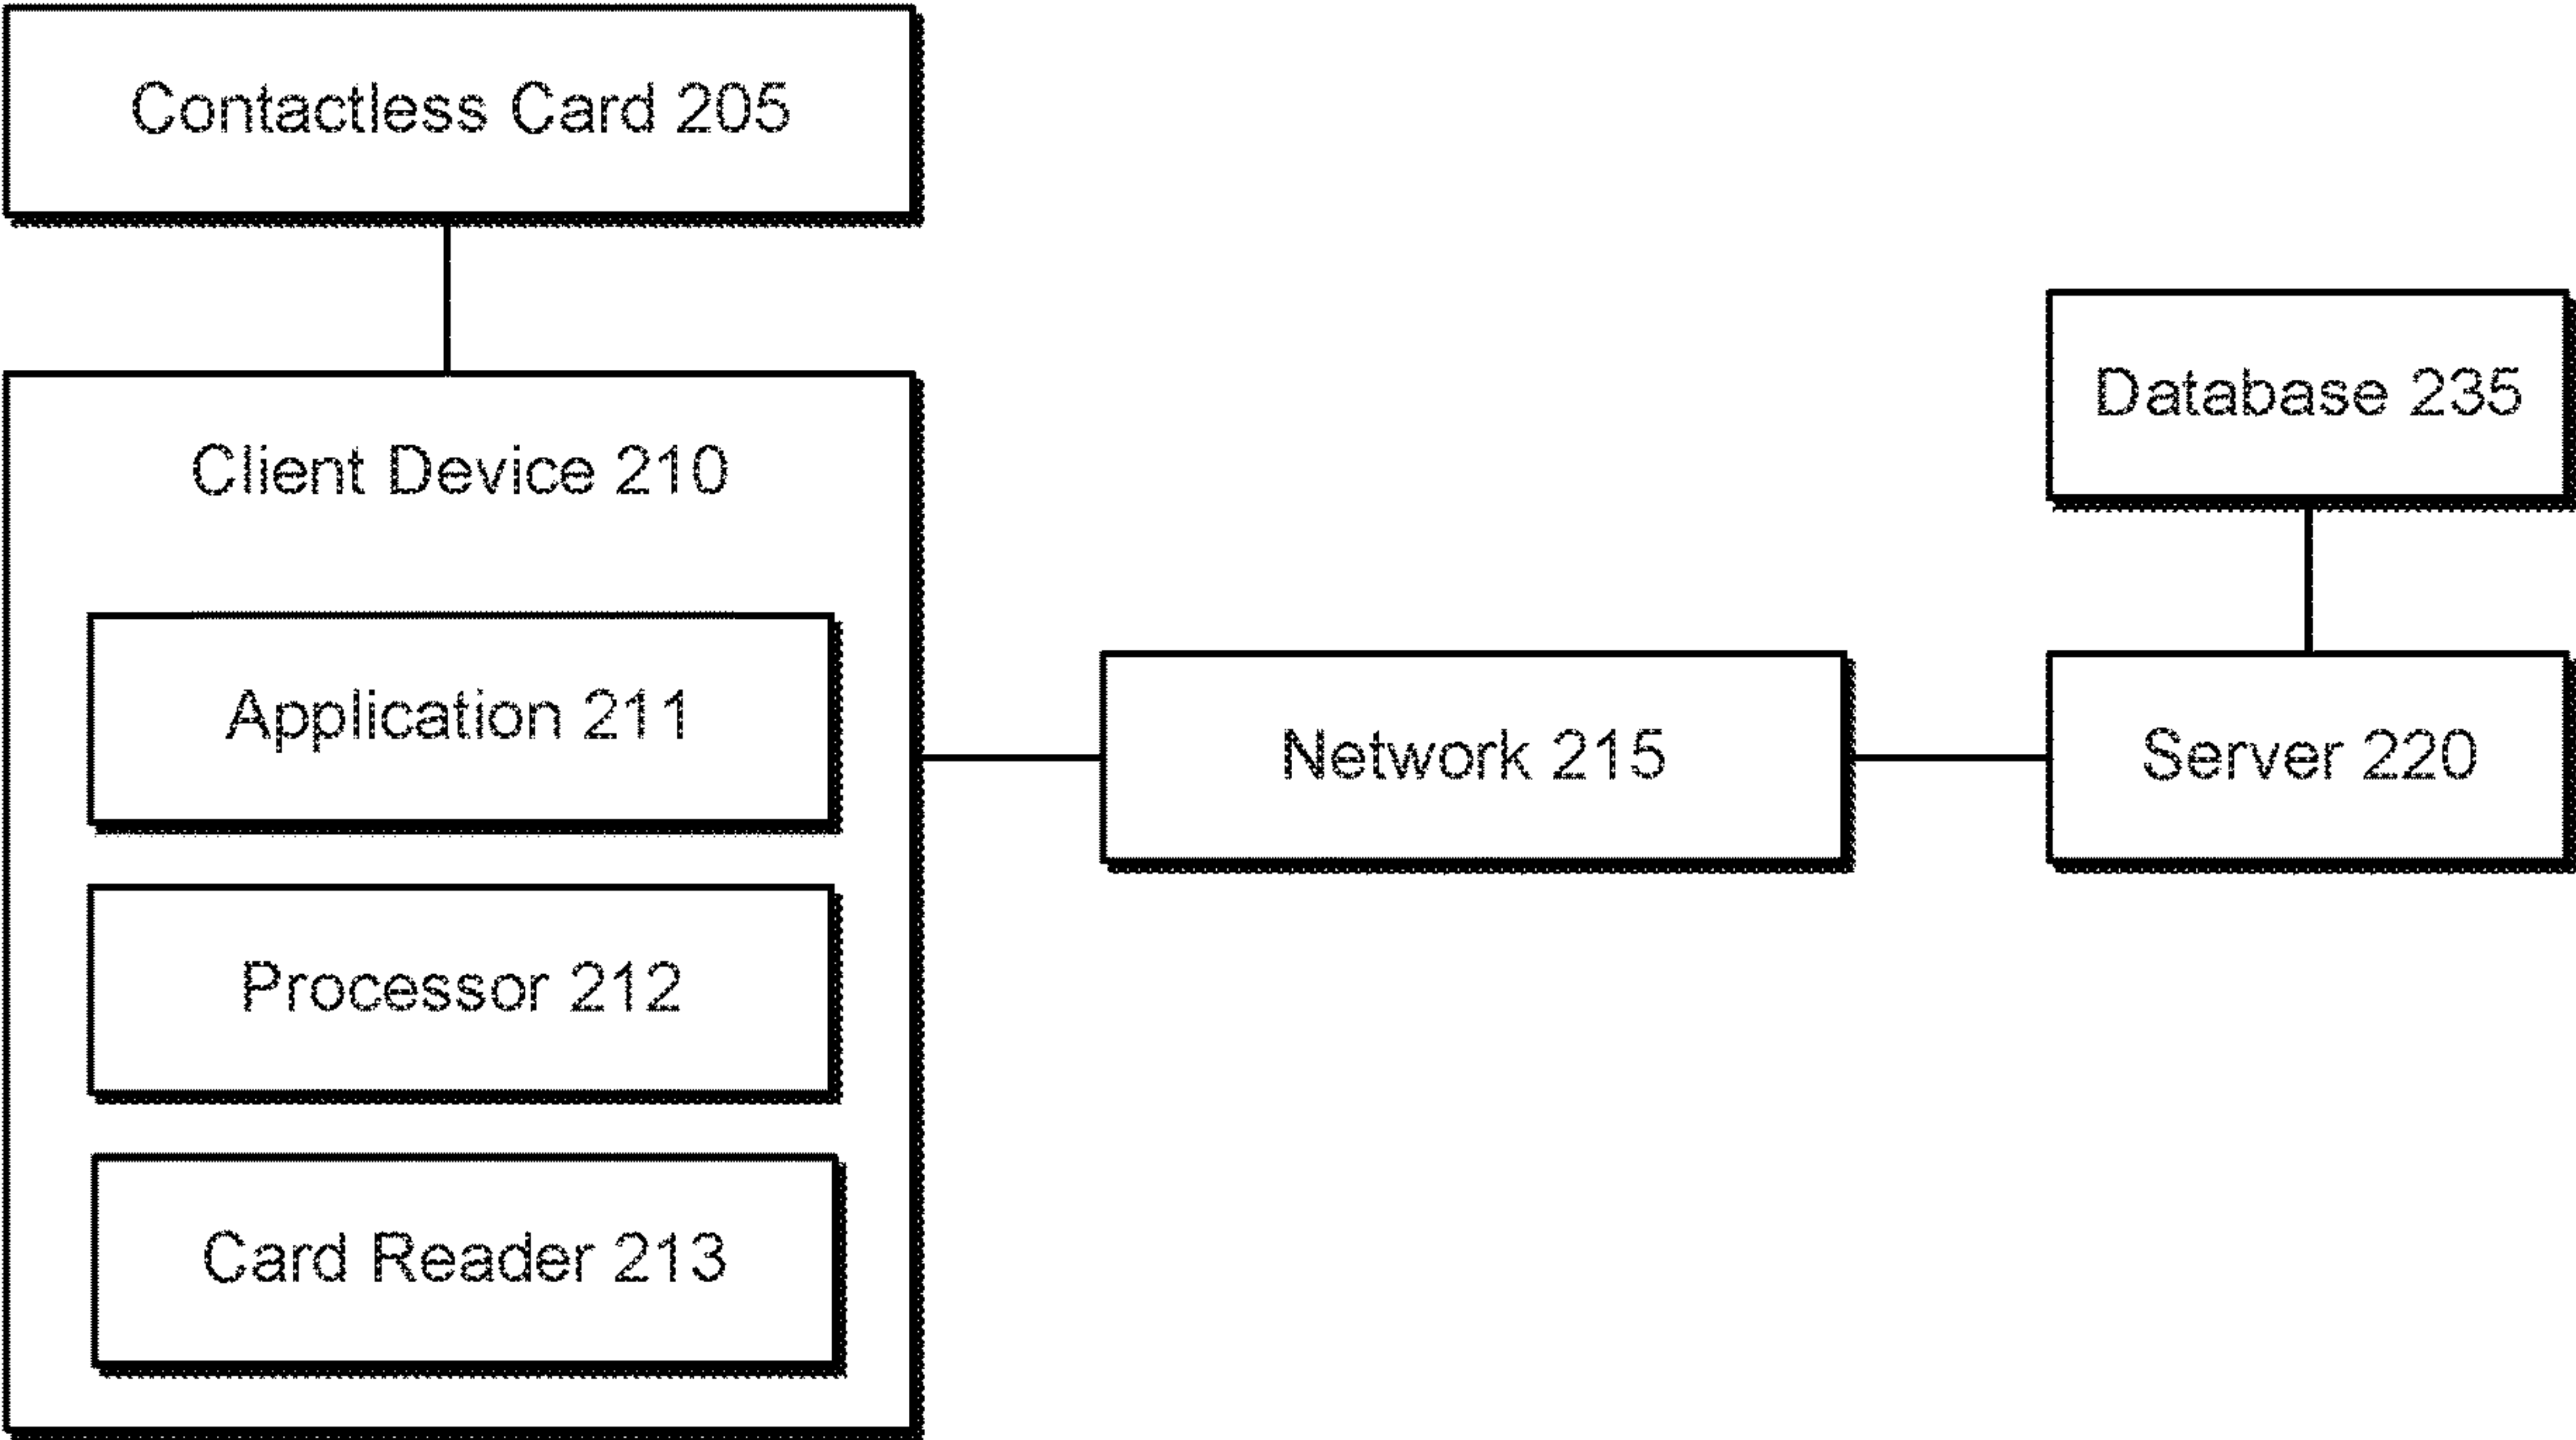 Contactless Card 205
Client Device 210
Application 211
Processor 212
Card Reader 213
Network 215
Database 235
Server 220